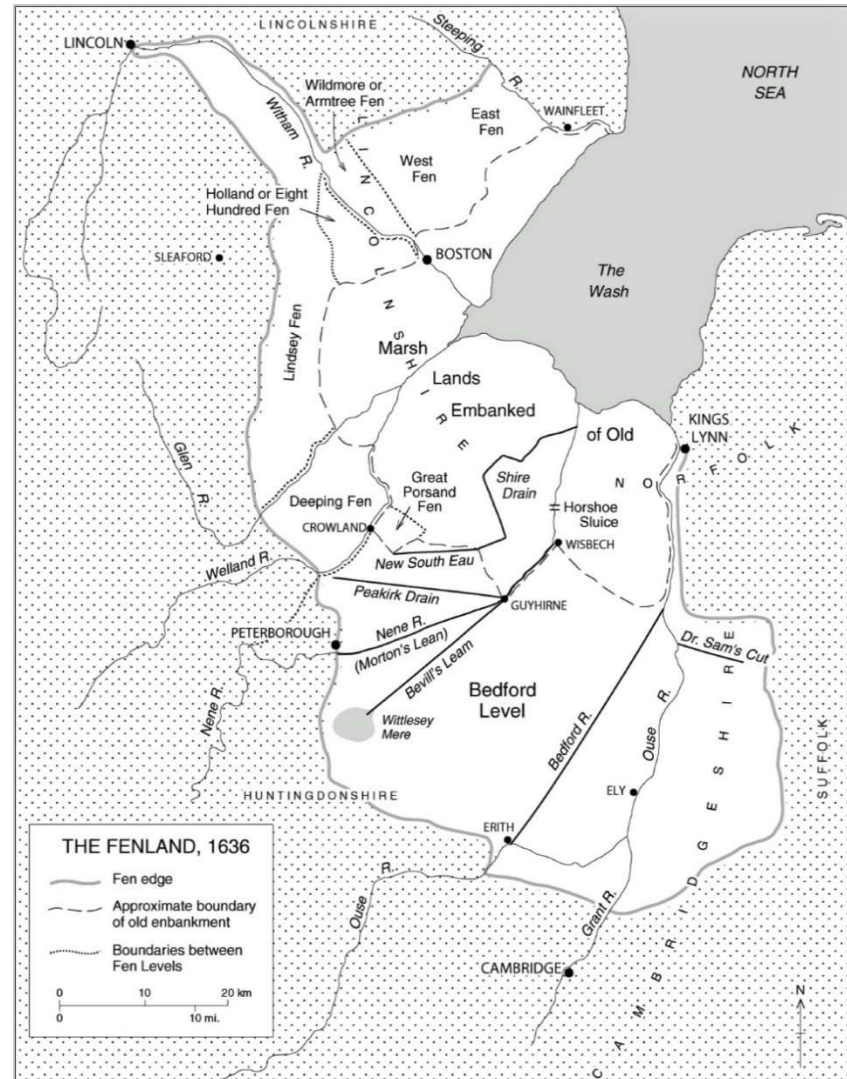 LINCOLNSHIRE
LINCOLN
Steeping R.
NORTH
SEA
Wildmore or
Armtree Fen
WAINFLEET
East
Fen
Witham R.
West
Fen
LINCOLNSHIRE
Holland or Eight
Hundred Fen
SLEAFORD
BOSTON
The
Wash
Lindsey Fen
Marsh
Lands
Embanked
of Old
KINGS
LYNN
NORFOLK
Glen R.
Great
Porsand
Fen
Shire
Drain
Deeping Fen
Horshoe
Sluice
CROWLAND
WISBECH
New South Eau
Welland R.
Peakirk Drain
GUYHIRNE
PETERBOROUGH
Nene R.
(Morton's Lean)
Dr. Sam's Cut
Bevill's Leam
Bedford
Level
Nene R.
Wittlesey
Mere
Bedford R.
Ouse R.
SUFFOLK
HUNTINGDONSHIRE
ELY
CAMBRIDGESHIRE
ERITH
THE FENLAND, 1636
Fen edge
Approximate boundary
of old enbankment
Boundaries between
Fen Levels
0 10 20 km
0 10 mi.
Ouse R.
Grant R.
CAMBRIDGE
N